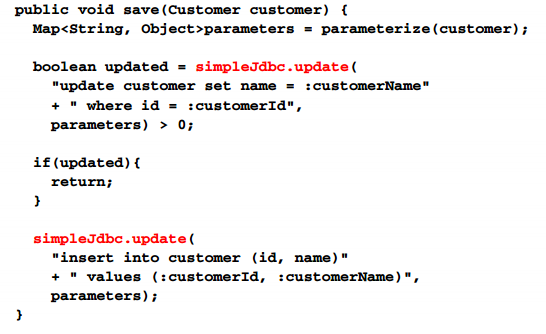 public void save(Customer customer) {
Map<String, Object>parameters = parameterize(customer);
boolean updated = simpleJdbc.update(
"update customer set name = :customerName"
+ " where id = :customerId",
parameters) > 0;
if(updated){
return;
}
simpleJdbc.update(
"insert into customer (id, name)"
+ " values (:customerId, :customerName)",
parameters);
}